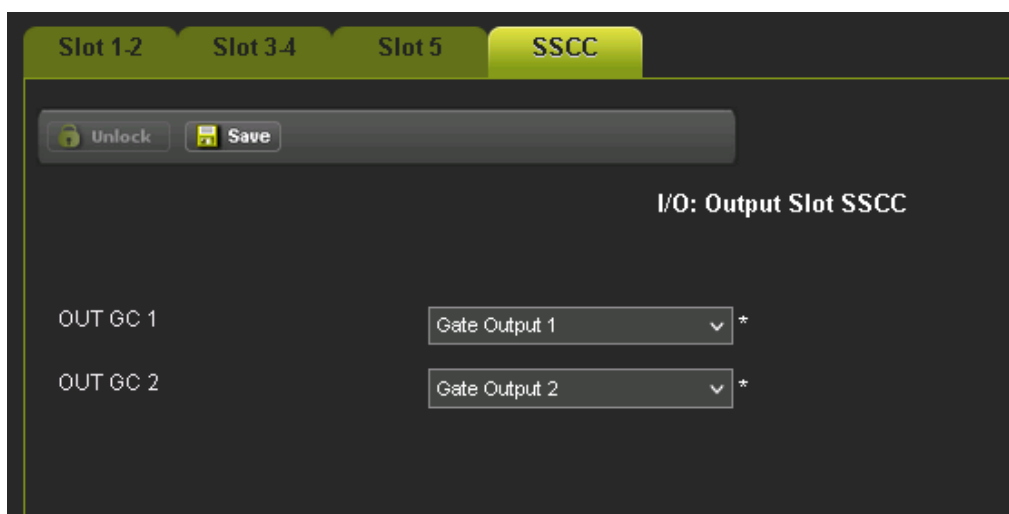 Slot 1-2 Slot 3-4 Slot 5 SSCC
Unlock Save
I/O: Output Slot SSCC
OUT GC 1 Gate Output 1 *
OUT GC 2 Gate Output 2 *